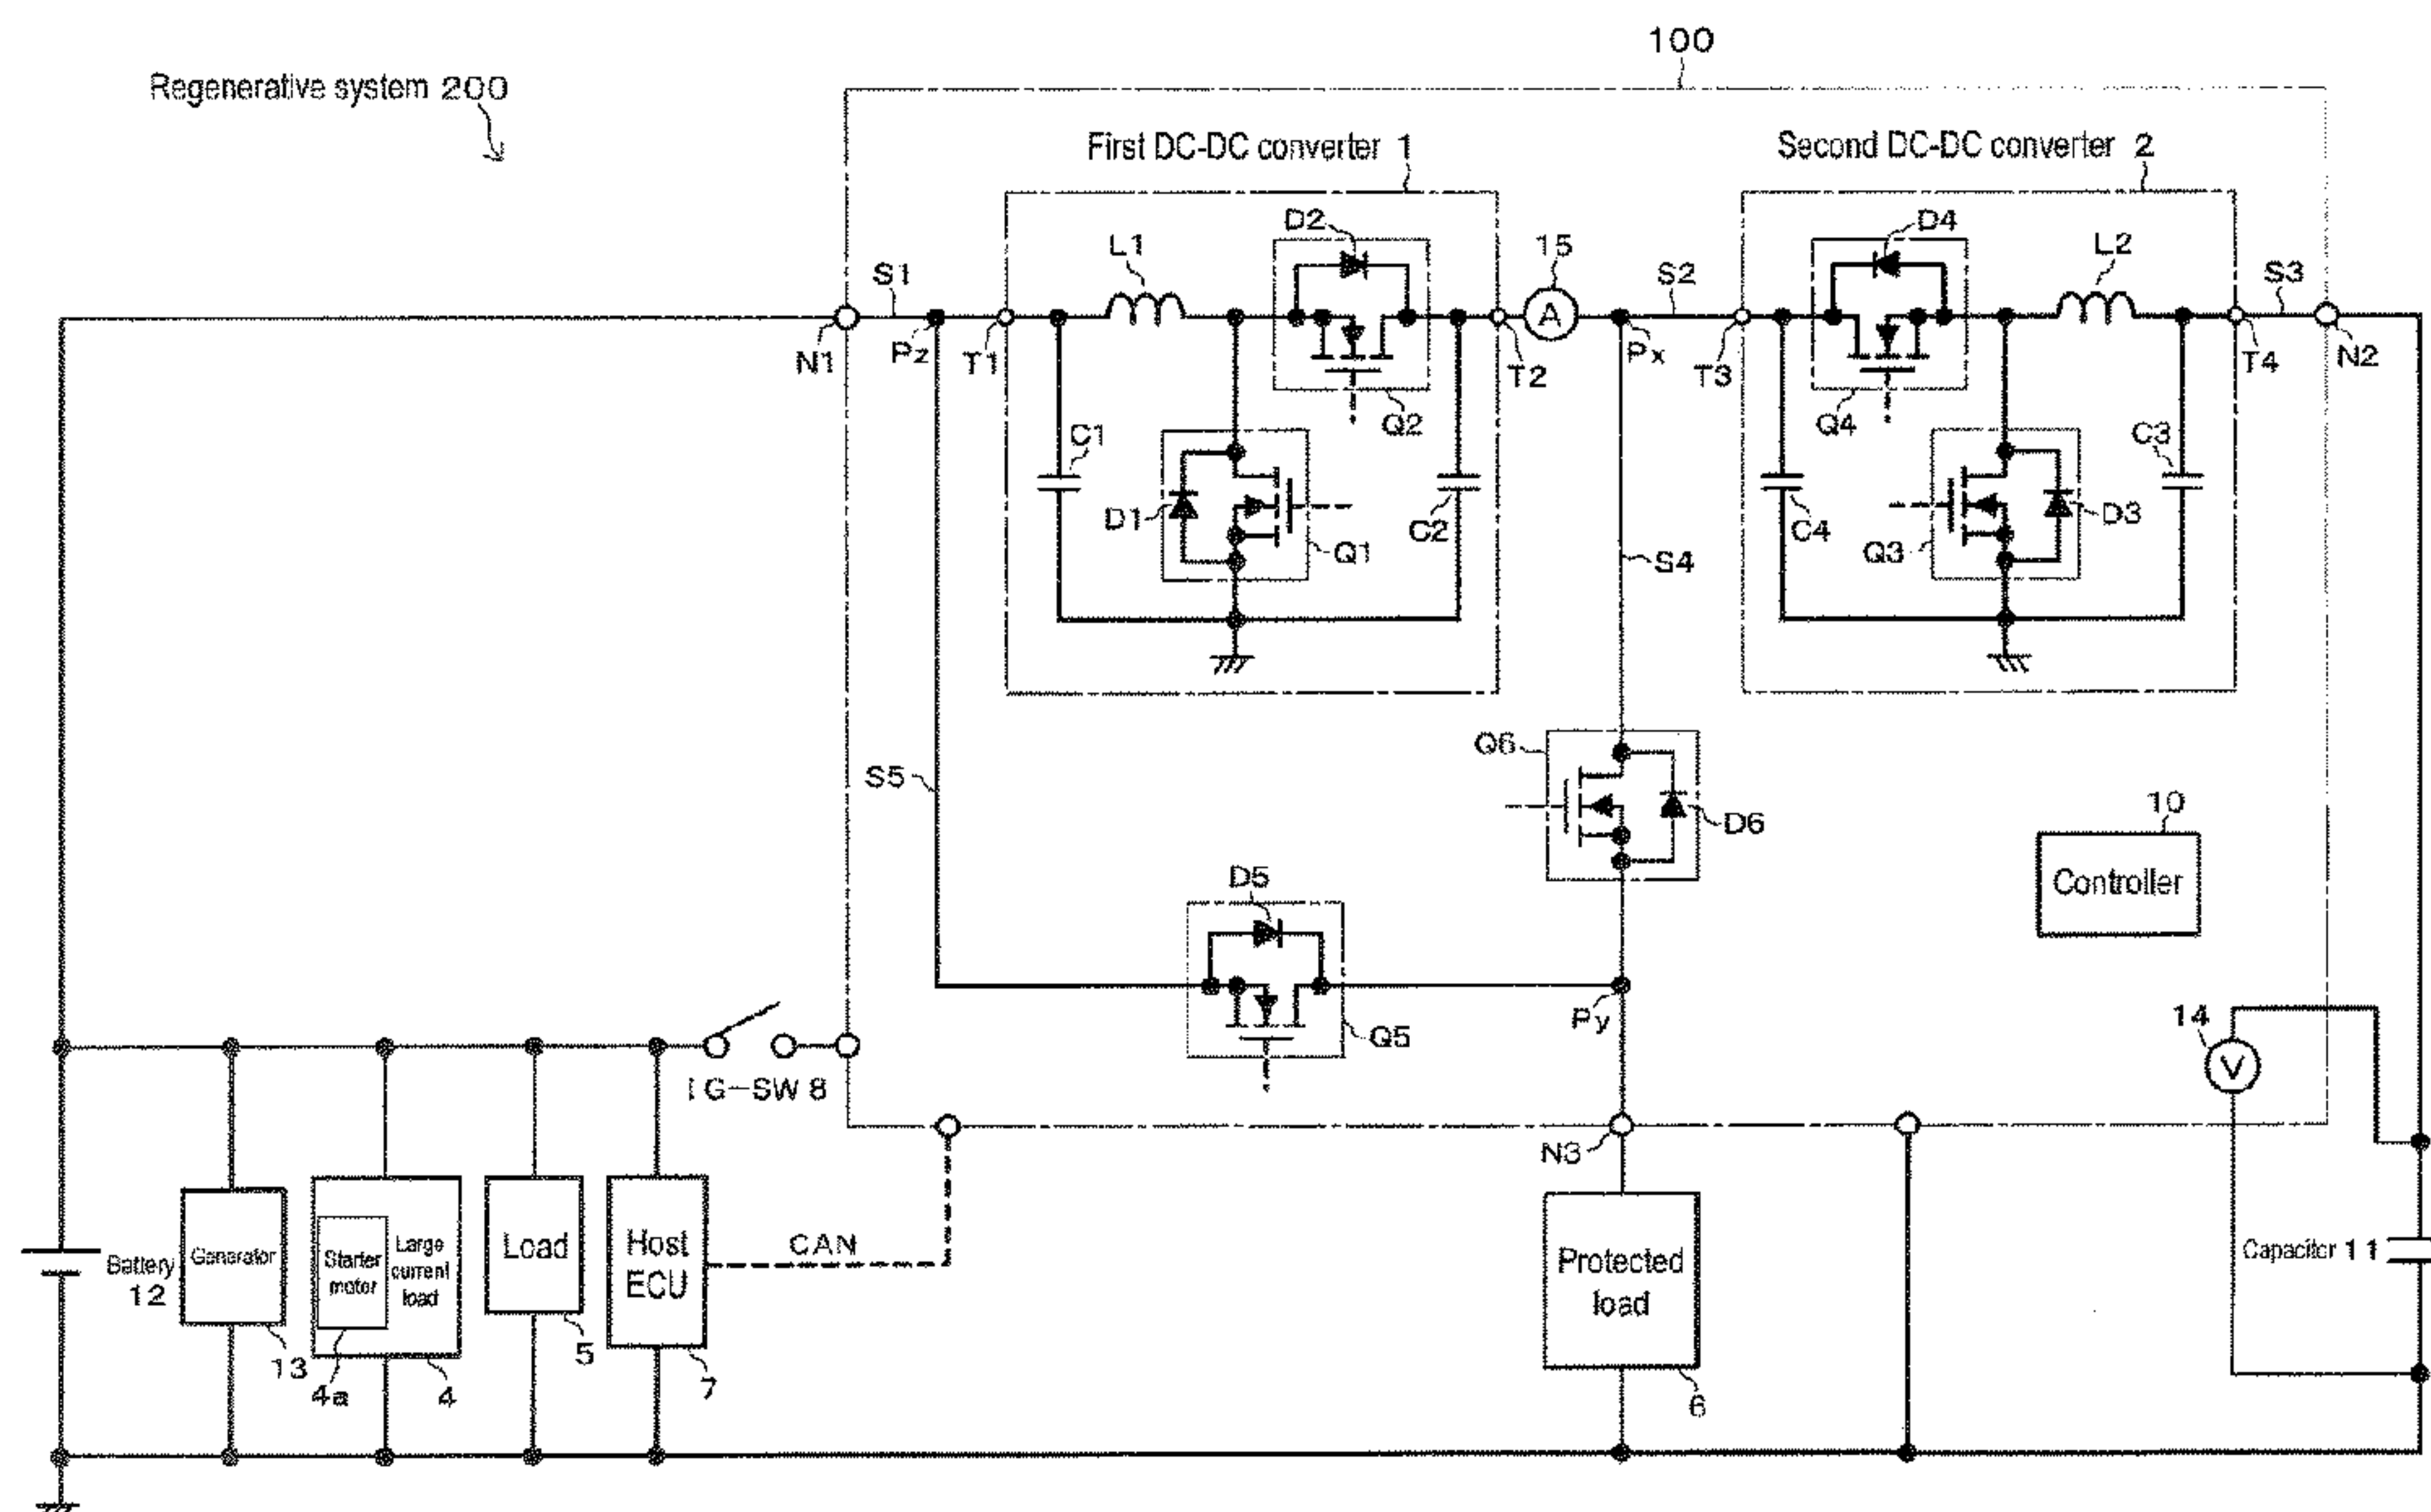 100
Regenerative system 200
First DC-DC converter 1
Second DC-DC converter 2
D2
D4
L1
15
L2
S1
S2
S3
A
N1
Pz
T1
T2
Px
T3
T4
N2
Q2
Q4
C1
C3
D1
C2
C4
D3
Q1
Q3
S4
Q6
S5
10
D6
D5
Controller
Py
14
Q5
V
IG-SW 8
N3
CAN
Battery
12
Generator
Starter
motor
Large
current
load
Load
Host
ECU
Protected
load
Capacitor 11
13
4a
4
5
7
6